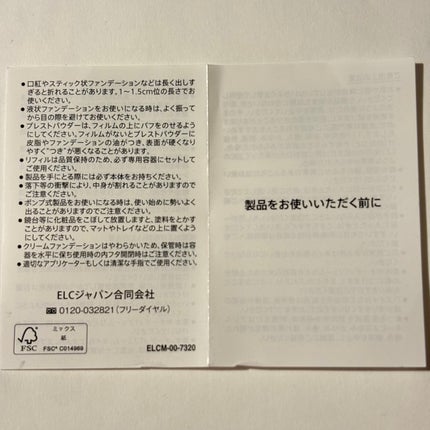 ●口紅やスティック状ファンデーションなどは長く出しす
ぎると折れることがあります。1〜1.5cm位の長さでお
使いください。
●液状ファンデーションをお使いになる時は、よく振って
から目の際を避けてお使いください。
●プレストパウダーは、フィルムの上にパフをのせるように
してください。フィルムがないとプレストパウダーに
皮脂やファンデーションの油がつき、表面が硬くなり
やすく“つき”が悪くなることがあります。
●リフィルは品質保持のため、必ず専用容器にセットして
ご使用ください。
●製品を手にとる際には必ず本体をお持ちください。
●落下等の衝撃により、中身が割れることがありますので
ご注意ください。
●ポンプ式製品をお使いになる時は、使い始めに勢いよく
出ることがありますのでご注意ください。
●鏡台等に化粧品をこぼして放置しますと、塗料をとかす
ことがありますので、マットやトレイなどの上に置くよう
にしてください。
●クリームファンデーションはやわらかいため、保管時は容
器を水平に保ち使用時の内フタ開閉時はご注意ください。
●適切なアプリケーターもしくは清潔な手指でご使用ください。
ELCジャパン合同会社
0120-032821（フリーダイヤル）
ミックス
紙
FSC
FSC® C014969
ELCM-00-7320
製品をお使いいただく前に